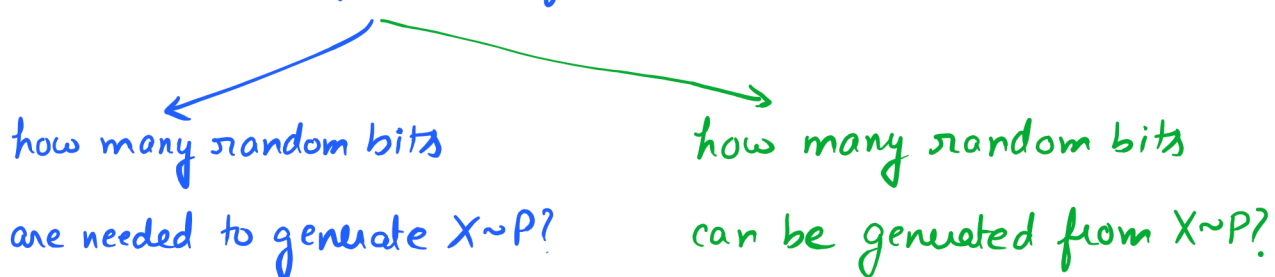 how many random bits
are needed to generate X~P?
how many random bits
can be generated from X~P?